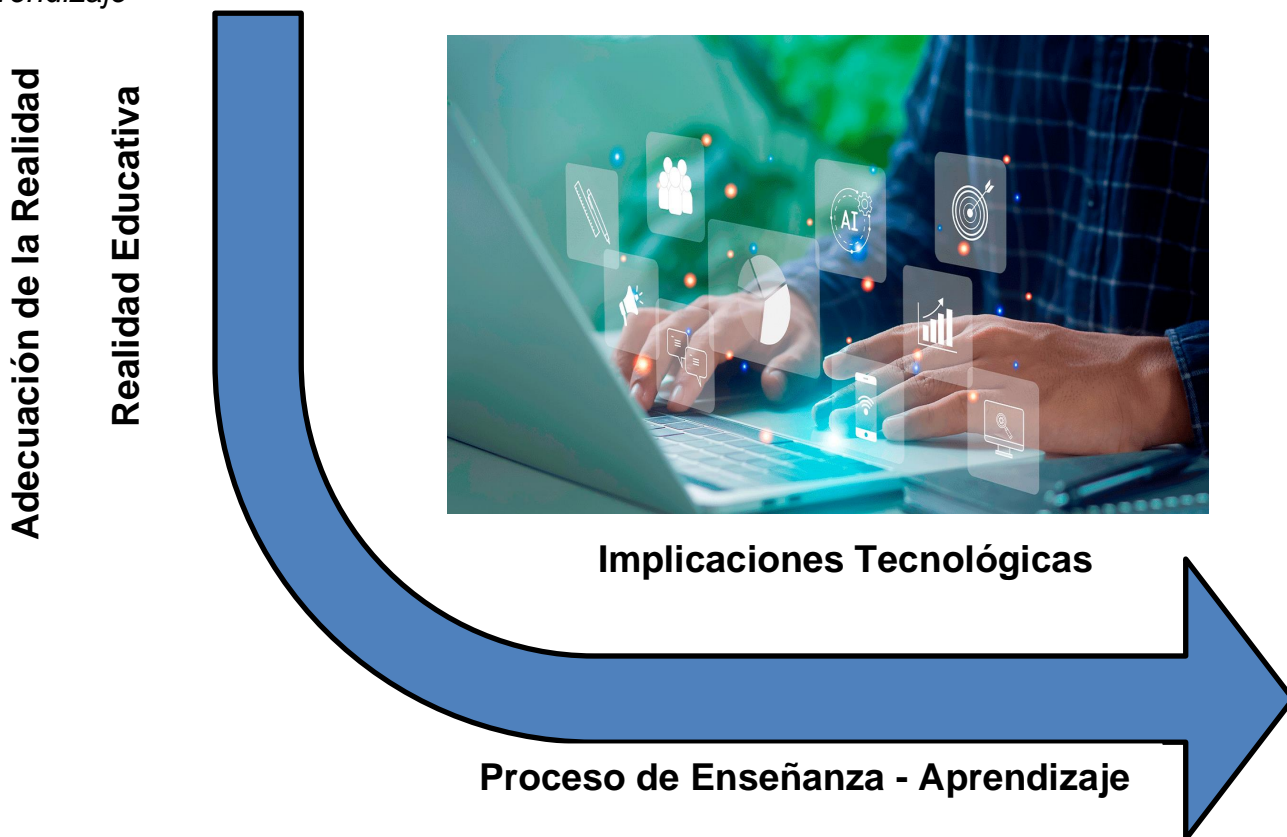 Adecuación de la Realidad
Realidad Educativa
AI
Implicaciones Tecnológicas
Proceso de Enseñanza - Aprendizaje